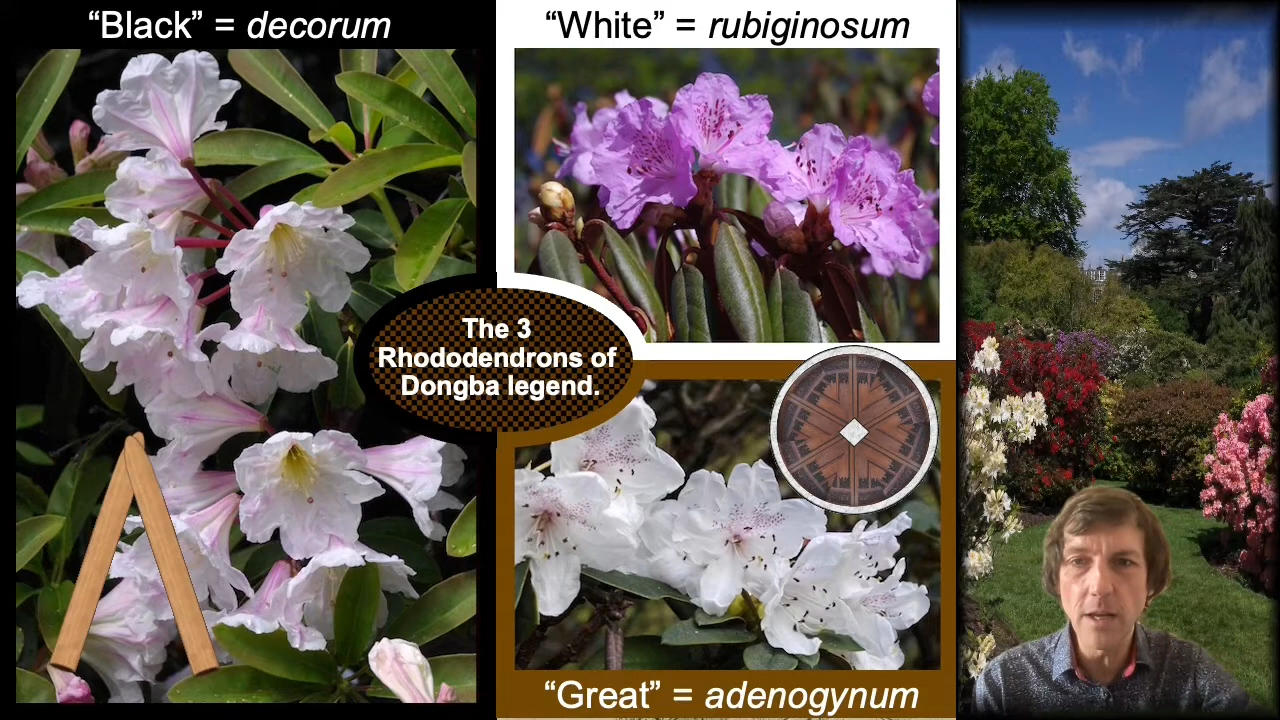 “Black” = decorum
“White” = rubiginosum
The 3
Rhododendrons of
Dongba legend.
“Great” = adenogynum